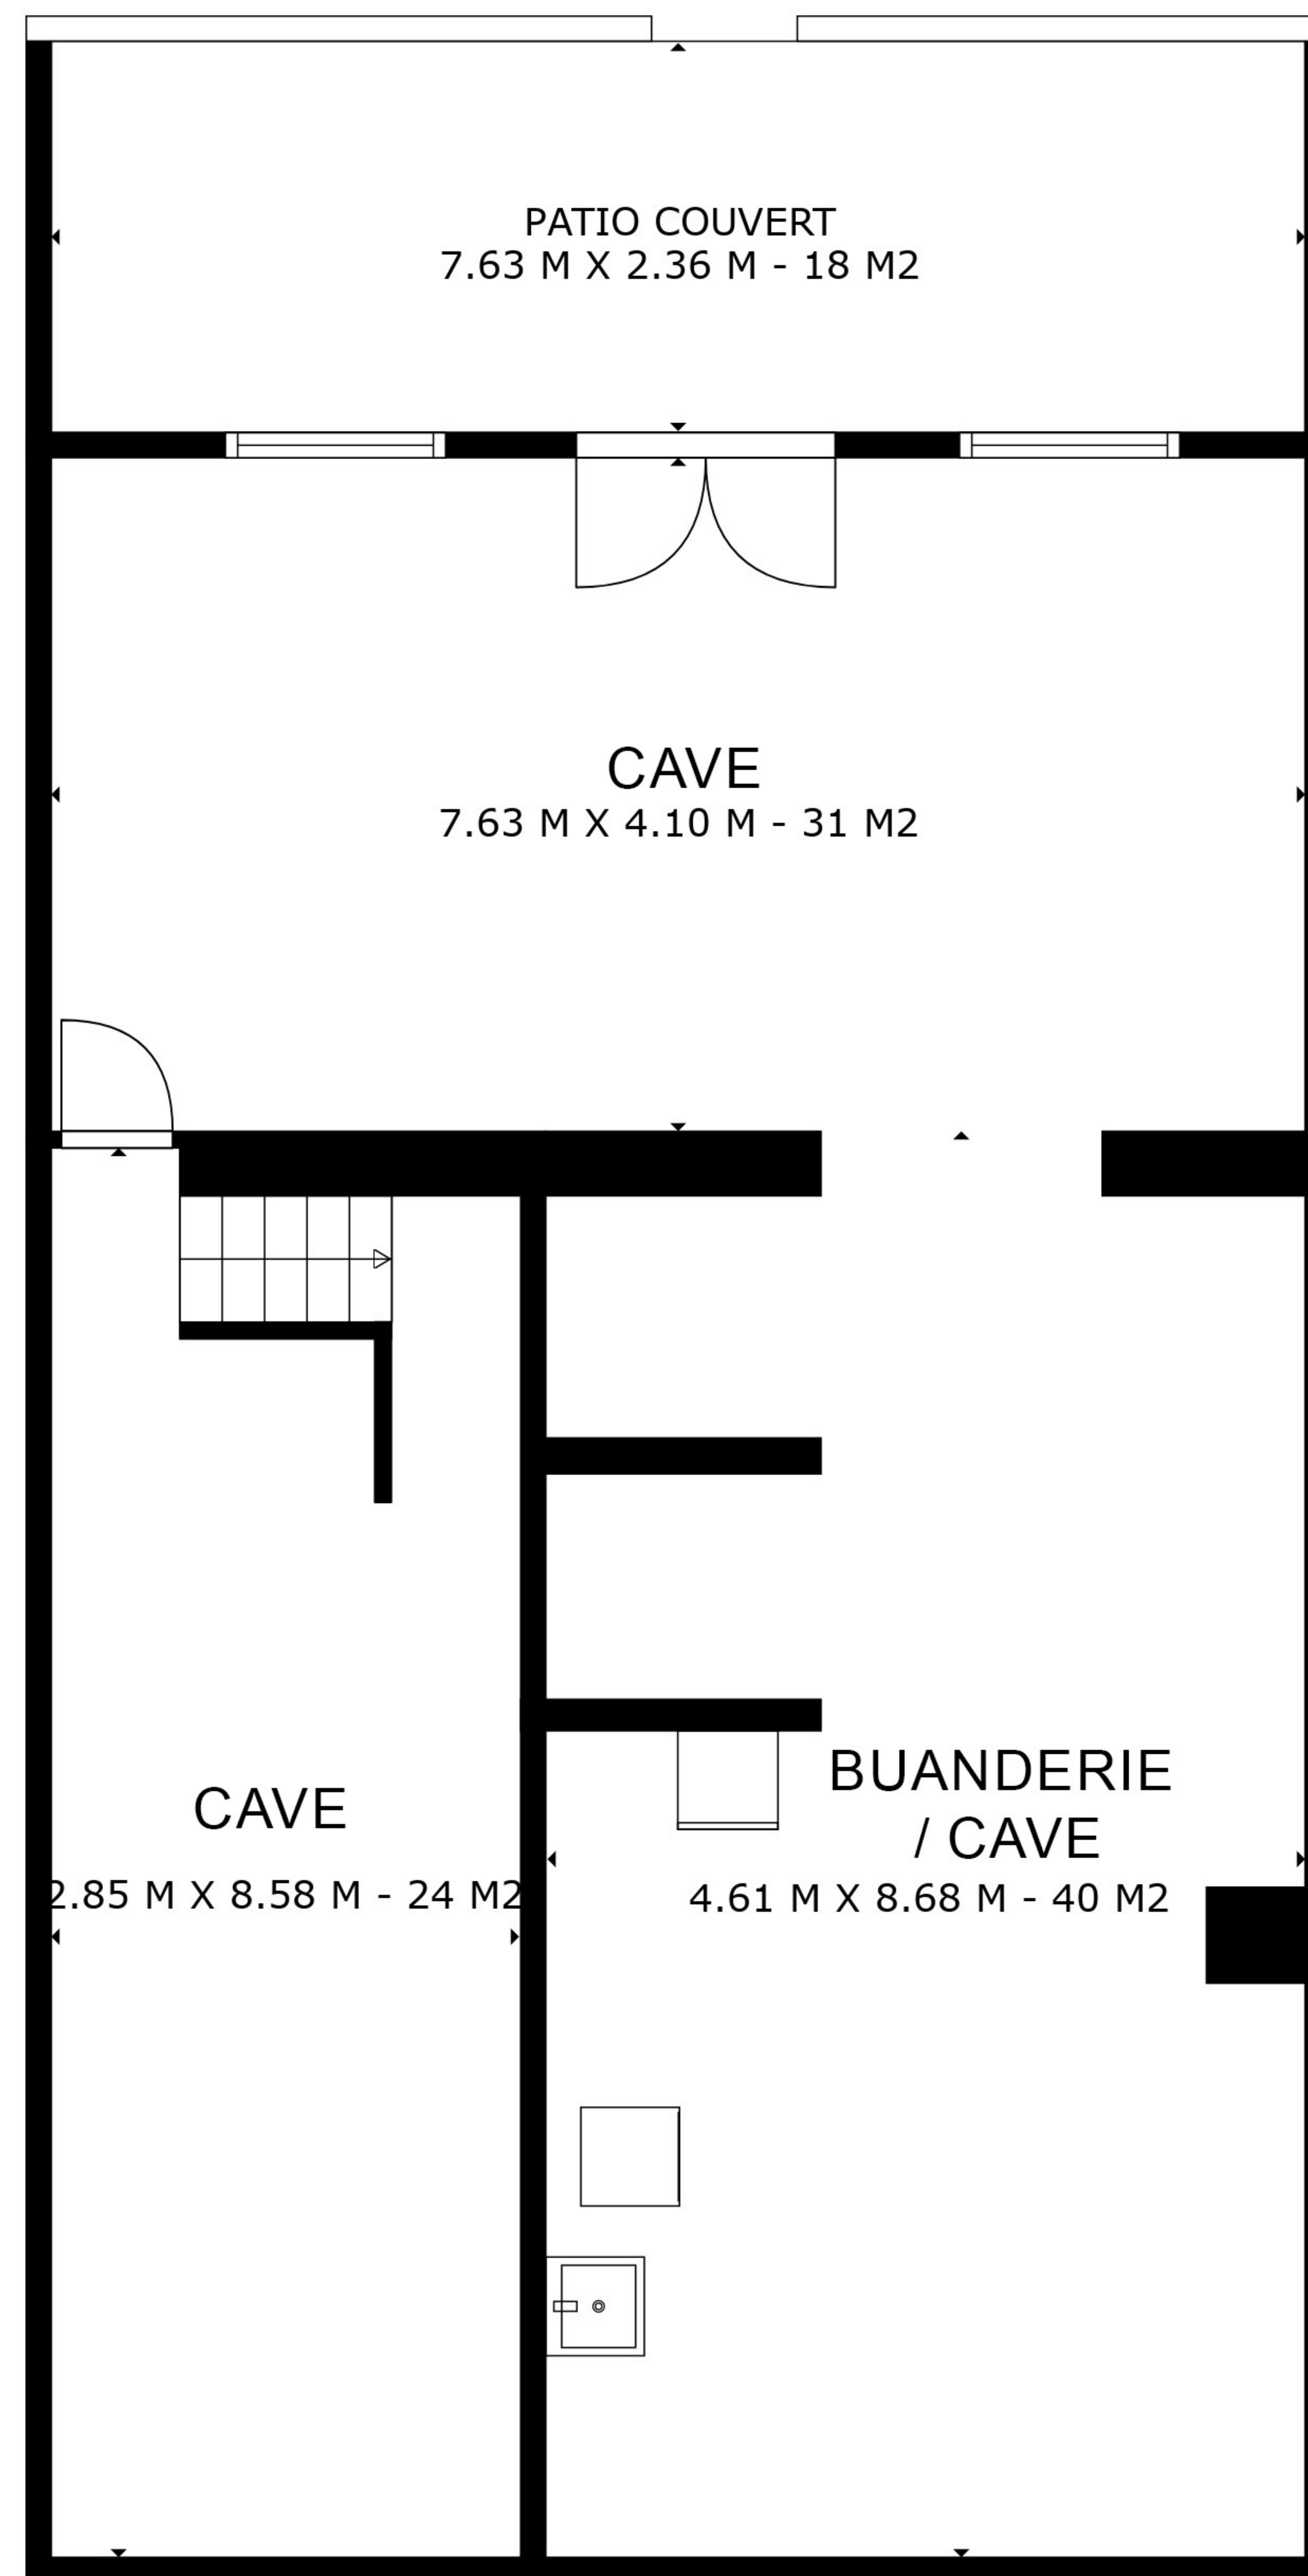 PATIO COUVERT
7.63 M X 2.36 M - 18 M2
CAVE
7.63 M X 4.10 M - 31 M2
CAVE
2.85 M X 8.58 M - 24 M2
BUANDERIE
/ CAVE
4.61 M X 8.68 M - 40 M2